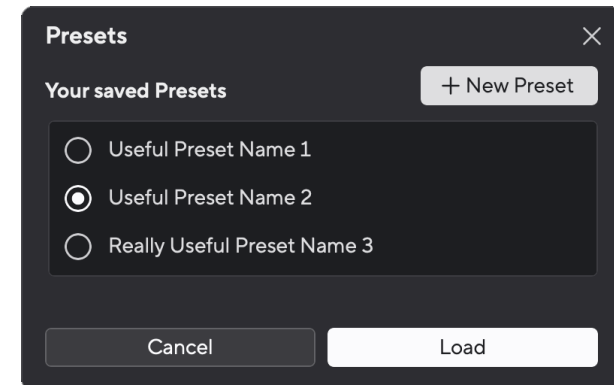 Presets
Your saved Presets
+ New Preset
Useful Preset Name 1
Useful Preset Name 2
Really Useful Preset Name 3
Cancel
Load